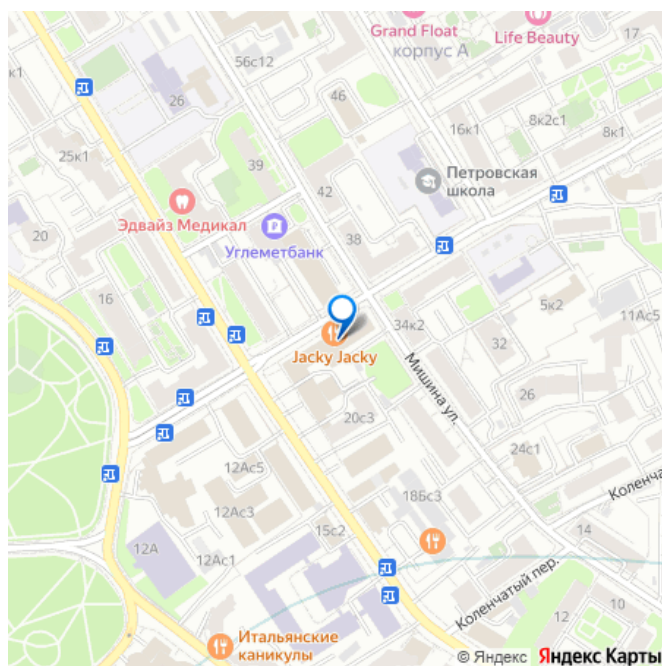 Grand Float
корпус А
Life Beauty
17
к1
56с12
26
46
8к2с1
16к1
8к1
25к1
39
Петровская
школа
42
Эдвайз Медикал
20
Углеметбанк
38
16
5к2
11Ас5
34к2
32
Jacky Jacky
Мишина ул.
26
20с3
24с1
12Ас5
18Бс3
Коленча
12Ас3
15с2
14
12А
12Ас1
Коленчатый пер.
12
10
Итальянские
каникулы
© Яндекс Яндекс Карты